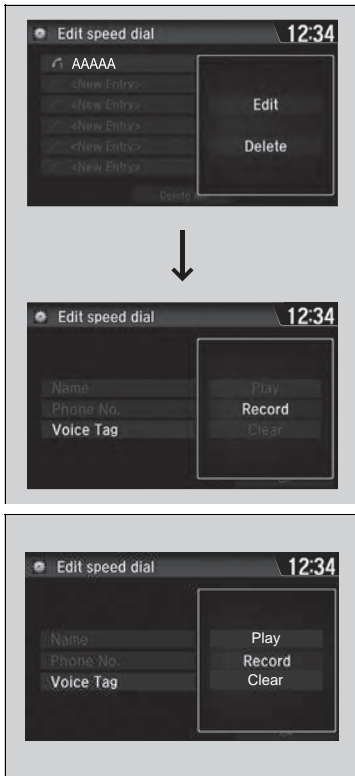 Edit speed dial 12:34
AAAAA
<New Entry>
<New Entry>
<New Entry>
<New Entry>
<New Entry>
Edit
Delete
Delete All
Edit speed dial 12:34
Name
Phone No.
Voice Tag
Play
Record
Clear
Edit speed dial 12:34
Name
Phone No.
Voice Tag
Play
Record
Clear